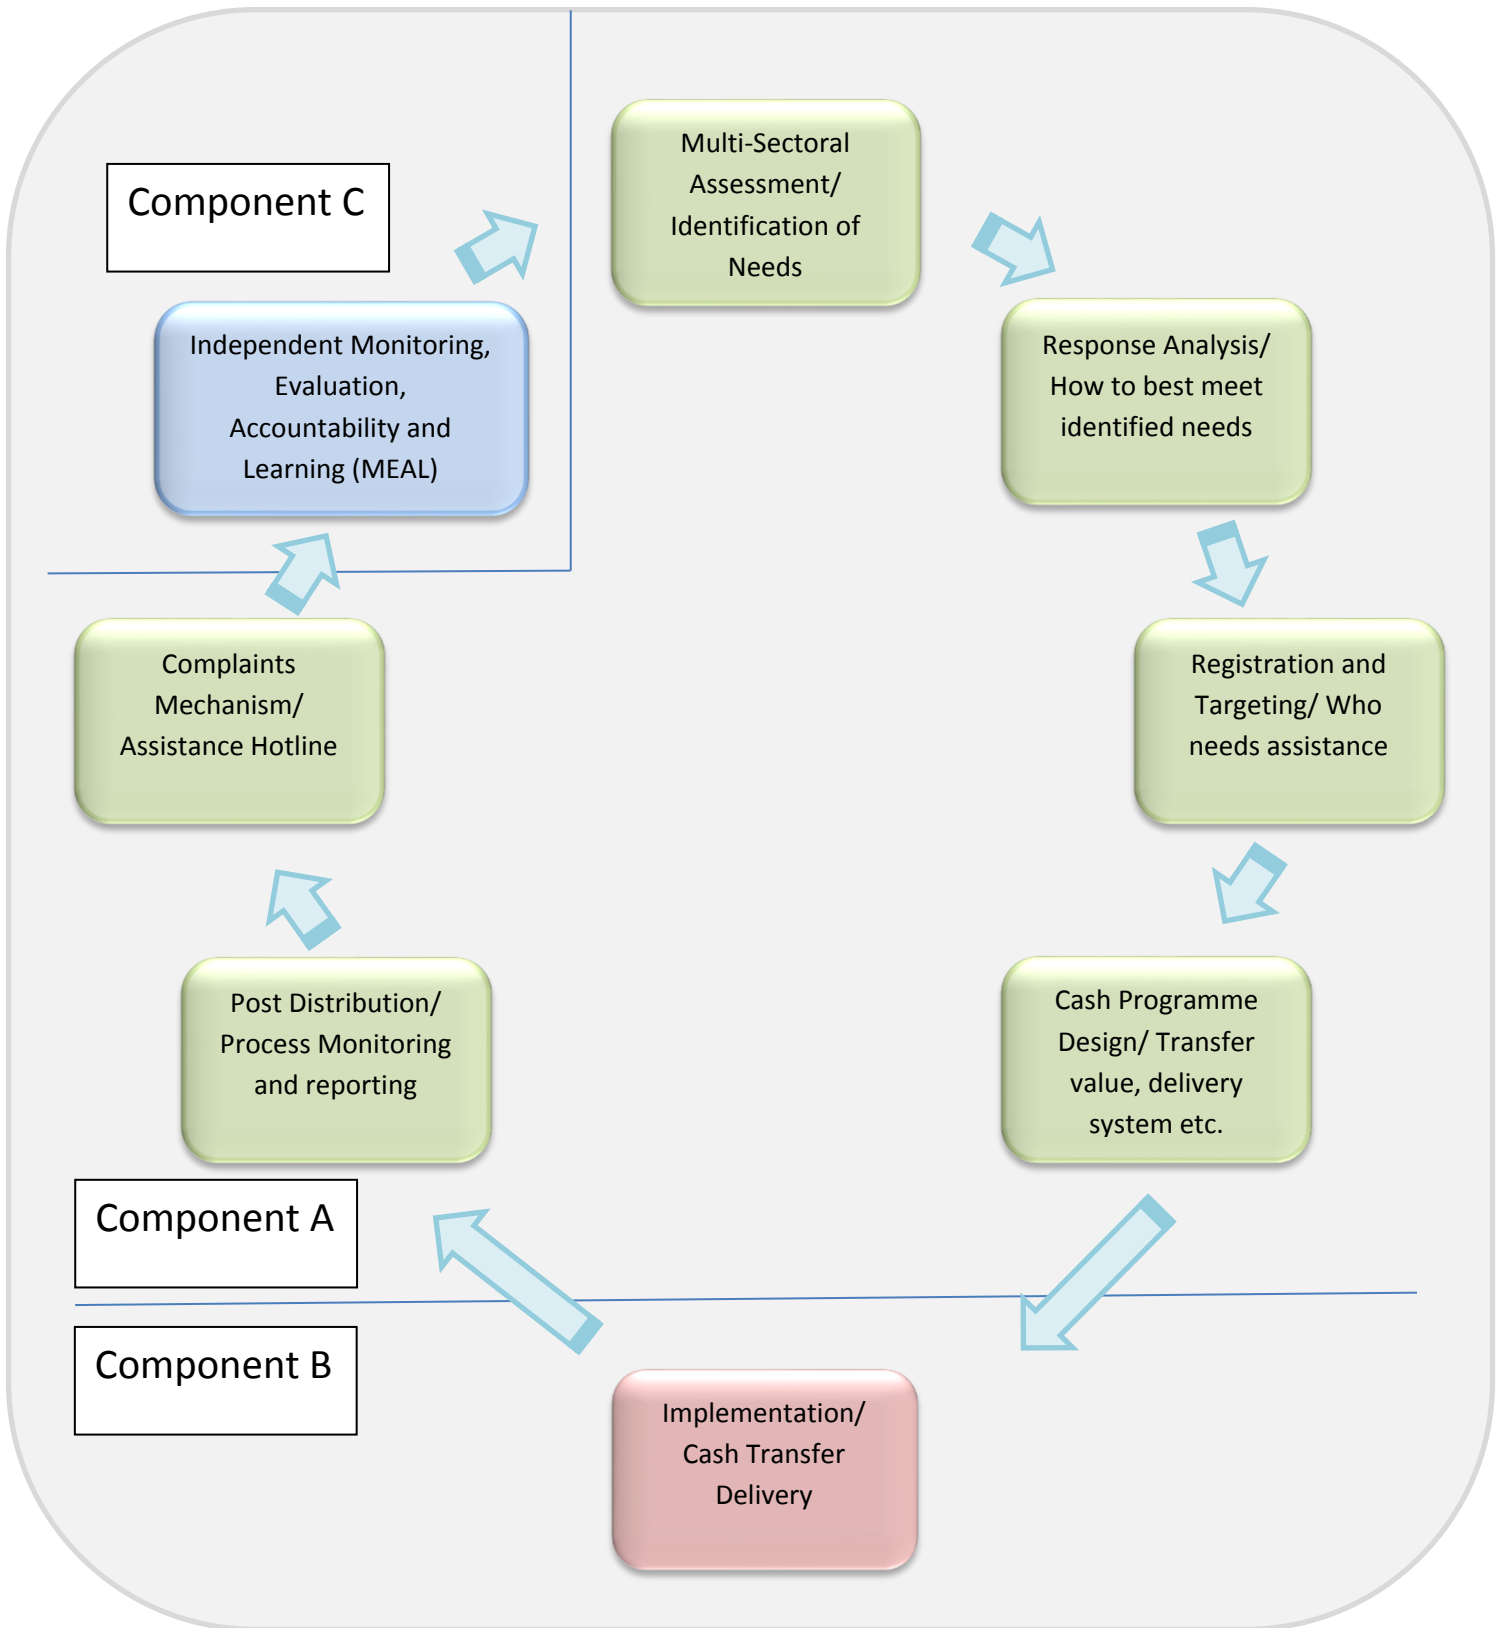 Component C
Multi-Sectoral
Assessment/
Identification of
Needs
Independent Monitoring,
Evaluation,
Accountability and
Learning (MEAL)
Response Analysis/
How to best meet
identified needs
Complaints
Mechanism/
Assistance Hotline
Registration and
Targeting/ Who
needs assistance
Post Distribution/
Process Monitoring
and reporting
Cash Programme
Design/ Transfer
value, delivery
system etc.
Component A
Component B
Implementation/
Cash Transfer
Delivery